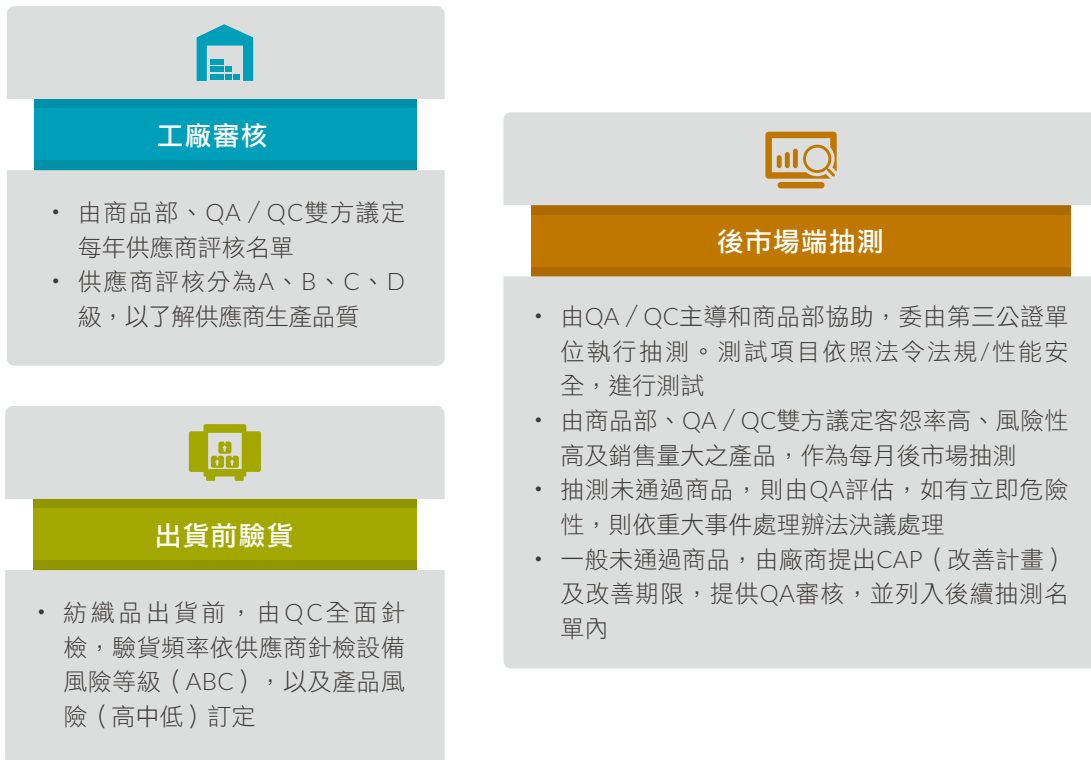 工廠審核
• 由商品部、QA／QC雙方議定
每年供應商評核名單
• 供應商評核分為A、B、C、D
級，以了解供應商生產品質
出貨前驗貨
• 紡織品出貨前，由QC全面針
檢，驗貨頻率依供應商針檢設備
風險等級（ABC），以及產品風
險（高中低）訂定
後市場端抽測
• 由QA／QC主導和商品部協助，委由第三公證單
位執行抽測。測試項目依照法令法規/性能安
全，進行測試
• 由商品部、QA／QC雙方議定客怨率高、風險性
高及銷售量大之產品，作為每月後市場抽測
• 抽測未通過商品，則由QA評估，如有立即危險
性，則依重大事件處理辦法決議處理
• 一般未通過商品，由廠商提出CAP（改善計畫）
及改善期限，提供QA審核，並列入後續抽測名
單內